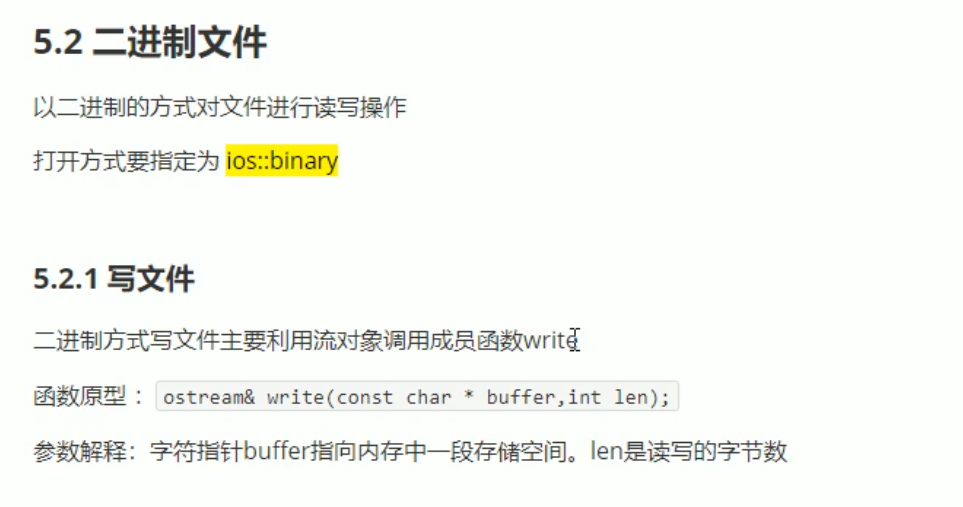 5.2 二进制文件
以二进制的方式对文件进行读写操作
打开方式要指定为 ios::binary
5.2.1 写文件
二进制方式写文件主要利用流对象调用成员函数write
函数原型 ：ostream& write(const char * buffer,int len);
参数解释：字符指针buffer指向内存中一段存储空间。len是读写的字节数